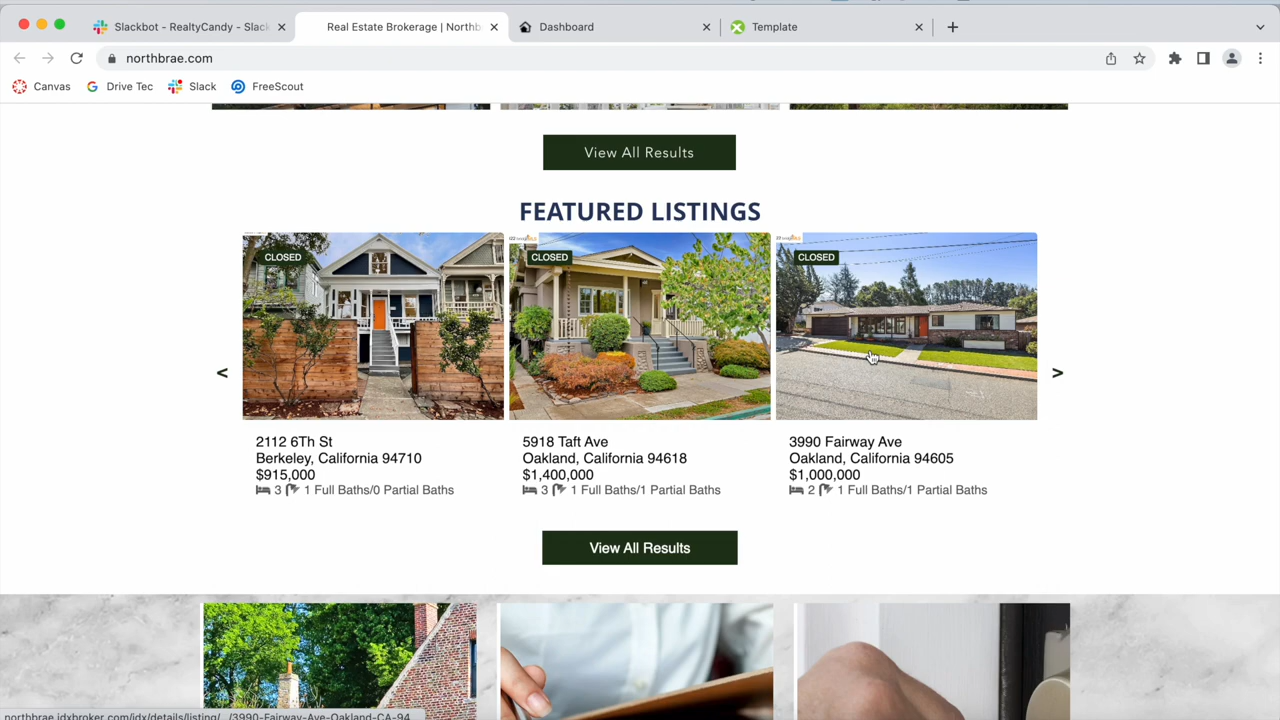 Slackbot - RealtyCandy - Slack
Real Estate Brokerage | Northb
Dashboard
Template
northbrae.com
Canvas
Drive Tec
Slack
FreeScout
View All Results
FEATURED LISTINGS
CLOSED
CLOSED
CLOSED
<
>
2112 6Th St
Berkeley, California 94710
$915,000
3 1 Full Baths/0 Partial Baths
5918 Taft Ave
Oakland, California 94618
$1,400,000
3 1 Full Baths/1 Partial Baths
3990 Fairway Ave
Oakland, California 94605
$1,000,000
2 1 Full Baths/1 Partial Baths
View All Results
northbrae.idxbroker.com/idx/details/listing/.../3990-Fairway-Ave-Oakland-CA-94...